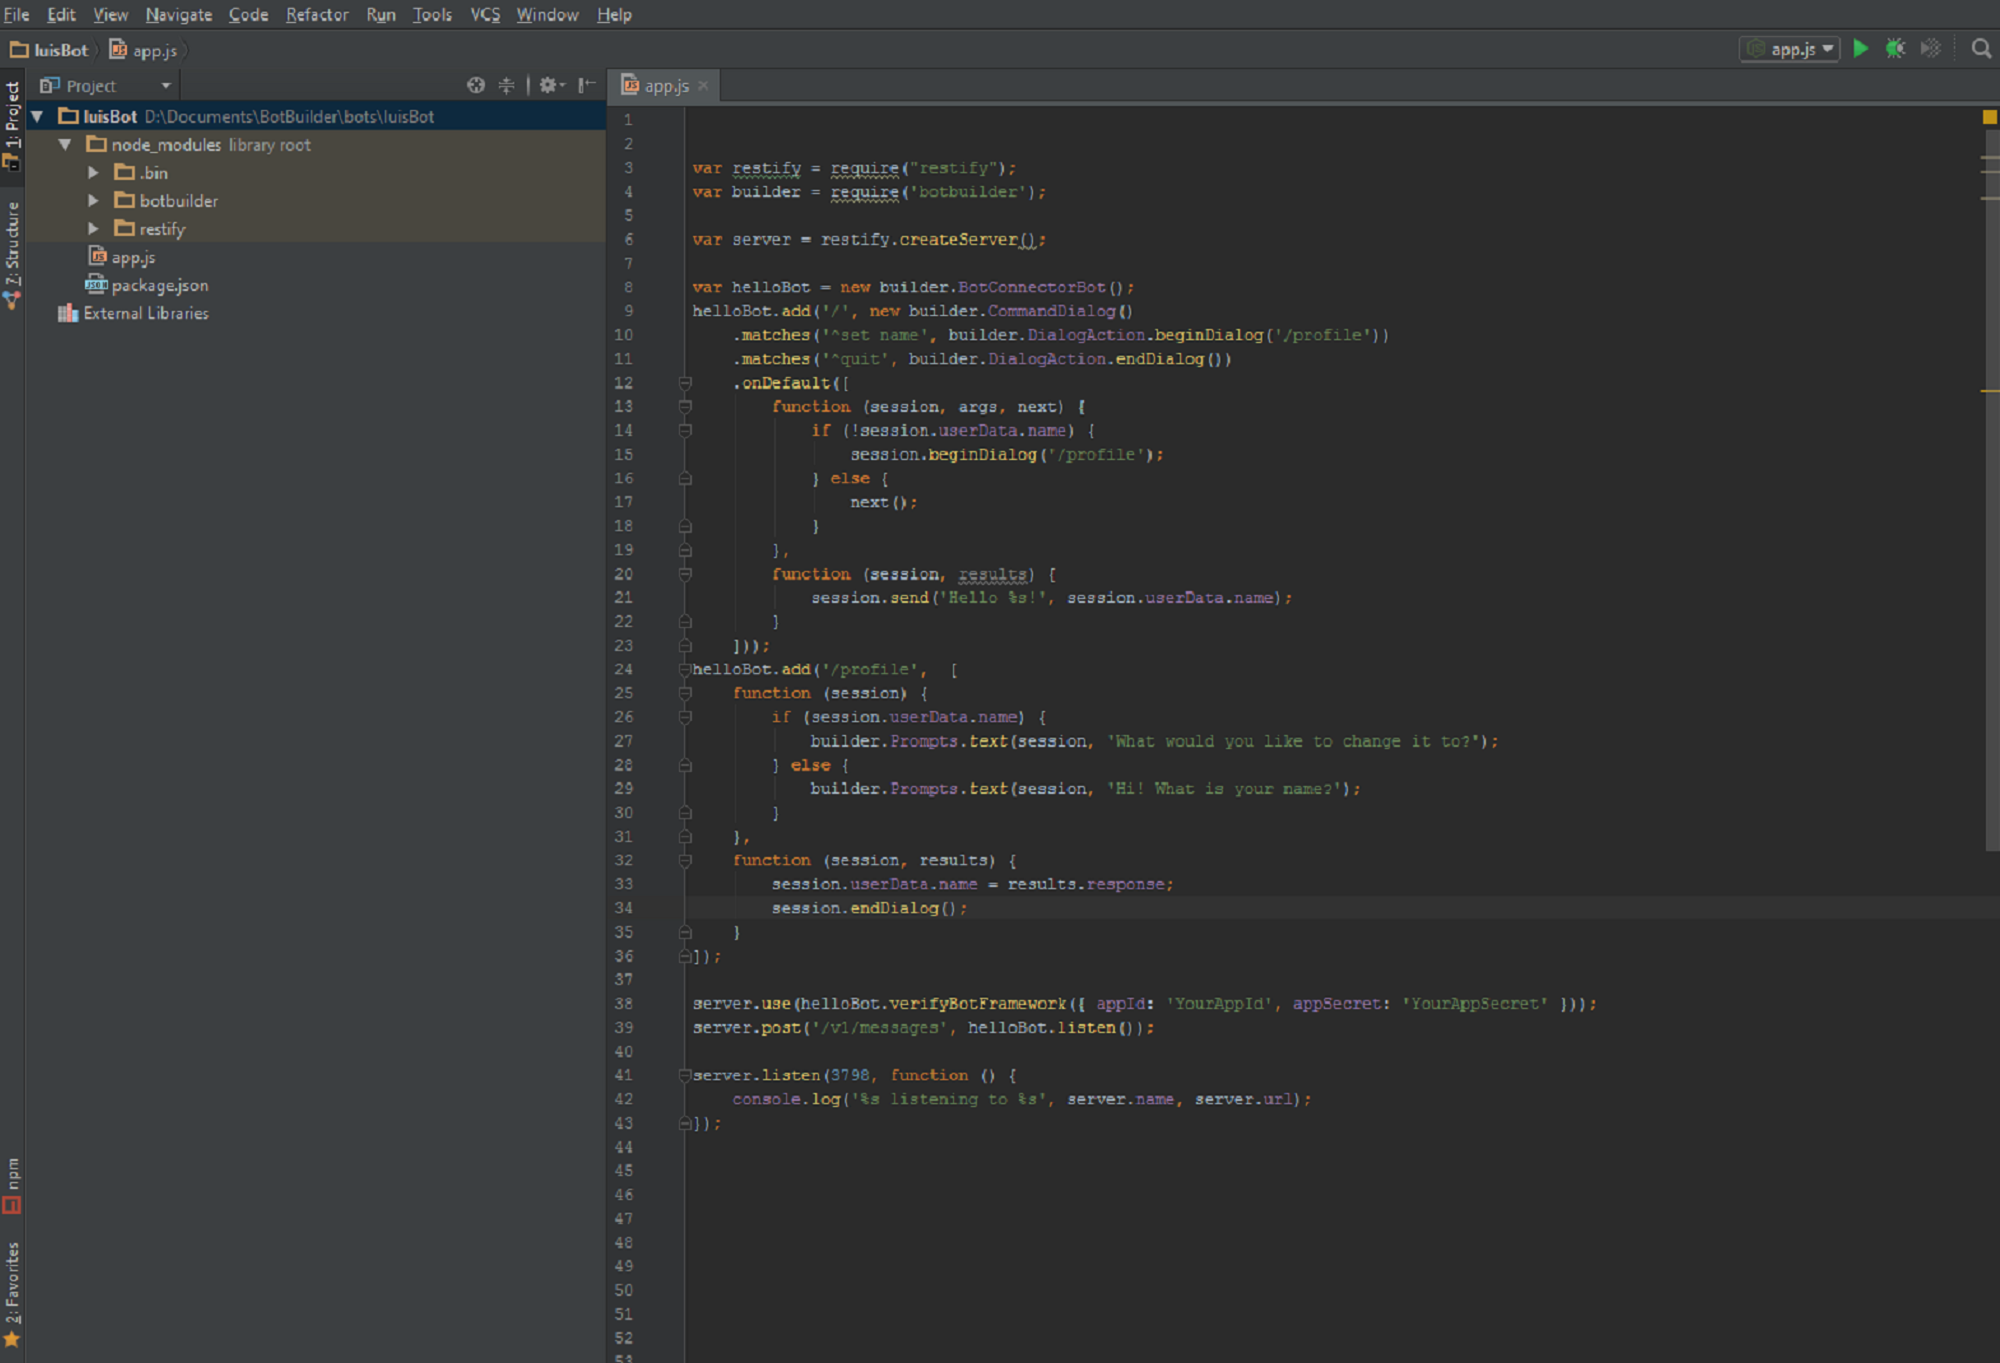 File Edit View Navigate Code Refactor Run Tools VCS Window Help
luisBot app.js app.js
Project app.js
luisBot D:\Documents\BotBuilder\bots\luisBot
node_modules library root
.bin
botbuilder
restify
app.js
package.json
External Libraries
1: Project
7: Structure
npm
2: Favorites
1
2
3 var restify = require("restify");
4 var builder = require('botbuilder');
5
6 var server = restify.createServer();
7
8 var helloBot = new builder.BotConnectorBot();
9 helloBot.add('/', new builder.CommandDialog()
10 .matches('^set name', builder.DialogAction.beginDialog('/profile'))
11 .matches('^quit', builder.DialogAction.endDialog())
12 .onDefault([
13 function (session, args, next) {
14 if (!session.userData.name) {
15 session.beginDialog('/profile');
16 } else {
17 next();
18 }
19 },
20 function (session, results) {
21 session.send('Hello %s!', session.userData.name);
22 }
23 ]));
24 helloBot.add('/profile', [
25 function (session) {
26 if (session.userData.name) {
27 builder.Prompts.text(session, 'What would you like to change it to?');
28 } else {
29 builder.Prompts.text(session, 'Hi! What is your name?');
30 }
31 },
32 function (session, results) {
33 session.userData.name = results.response;
34 session.endDialog();
35 }
36 ]);
37
38 server.use(helloBot.verifyBotFramework({ appId: 'YourAppId', appSecret: 'YourAppSecret' }));
39 server.post('/v1/messages', helloBot.listen());
40
41 server.listen(3798, function () {
42 console.log('%s listening to %s', server.name, server.url);
43 });
44
45
46
47
48
49
50
51
52
53